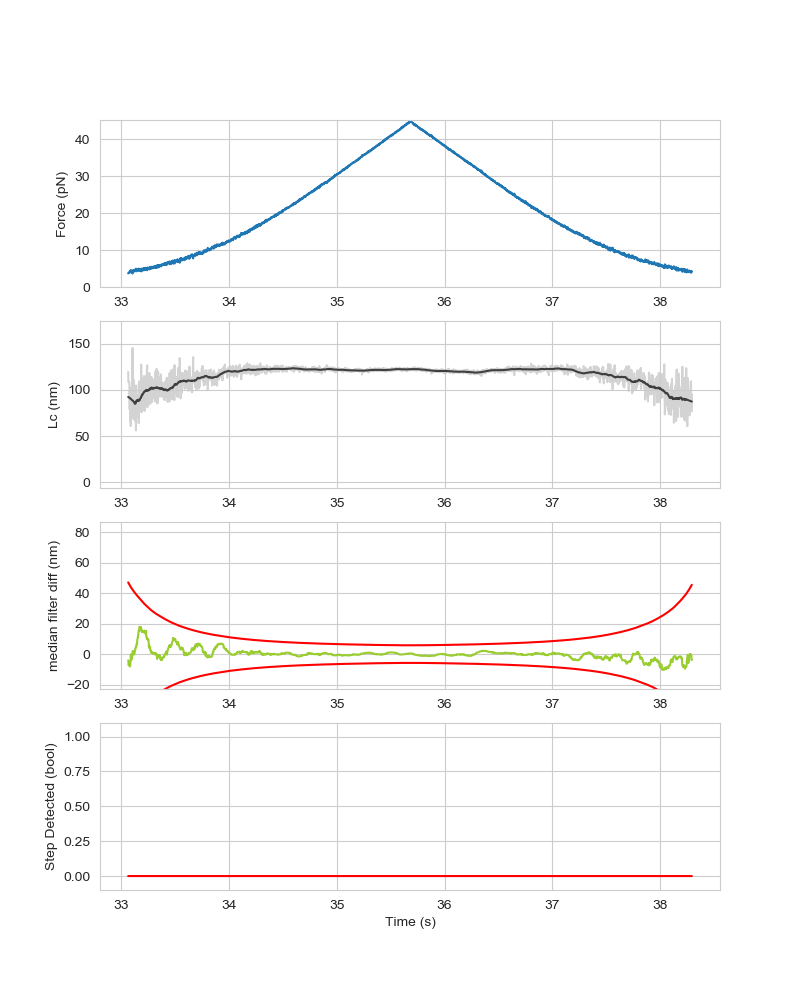 Force (pN)
40
30
20
10
0
33 34 35 36 37 38
Lc (nm)
150
100
50
0
33 34 35 36 37 38
median filter diff (nm)
80
60
40
20
0
−20
33 34 35 36 37 38
Step Detected (bool)
1.00
0.75
0.50
0.25
0.00
33 34 35 36 37 38
Time (s)